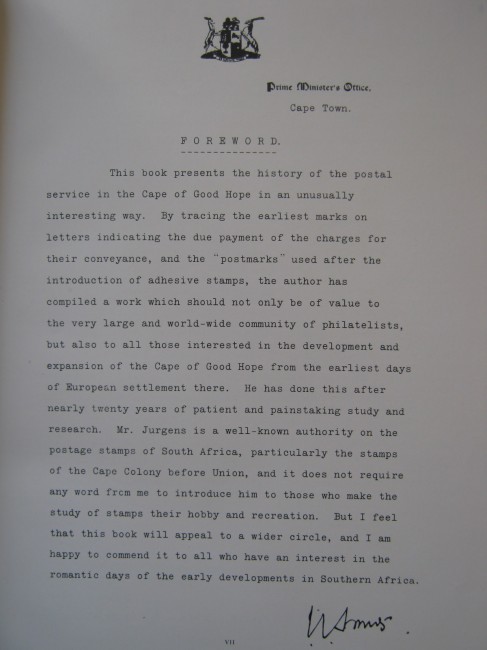 Prime Minister's Office,
Cape Town.
FOREWORD.
This book presents the history of the postal
service in the Cape of Good Hope in an unusually
interesting way. By tracing the earliest marks on
letters indicating the due payment of the charges for
their conveyance, and the "postmarks" used after the
introduction of adhesive stamps, the author has
compiled a work which should not only be of value to
the very large and world-wide community of philatelists,
but also to all those interested in the development and
expansion of the Cape of Good Hope from the earliest days
of European settlement there. He has done this after
nearly twenty years of patient and painstaking study and
research. Mr. Jurgens is a well-known authority on the
postage stamps of South Africa, particularly the stamps
of the Cape Colony before Union, and it does not require
any word from me to introduce him to those who make the
study of stamps their hobby and recreation. But I feel
that this book will appeal to a wider circle, and I am
happy to commend it to all who have an interest in the
romantic days of the early developments in Southern Africa.
VII